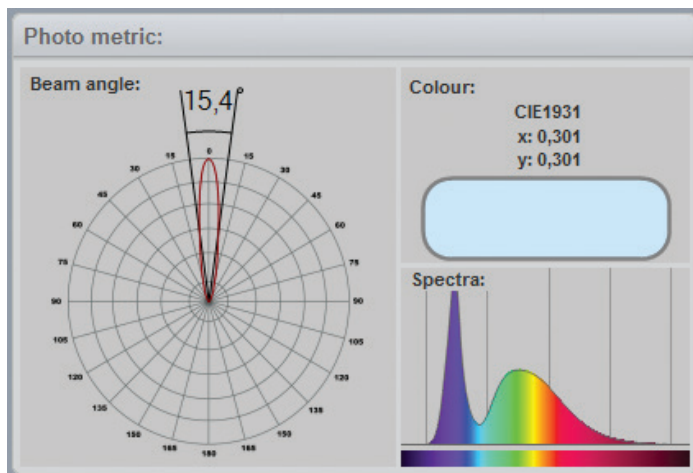 Photo metric:
Beam angle:
15,4°
0
15 15
30 30
45 45
60 60
75 75
90 90
105 105
120 120
135 135
150 150
165 165
180
Colour:
CIE1931
x: 0,301
y: 0,301
Spectra: